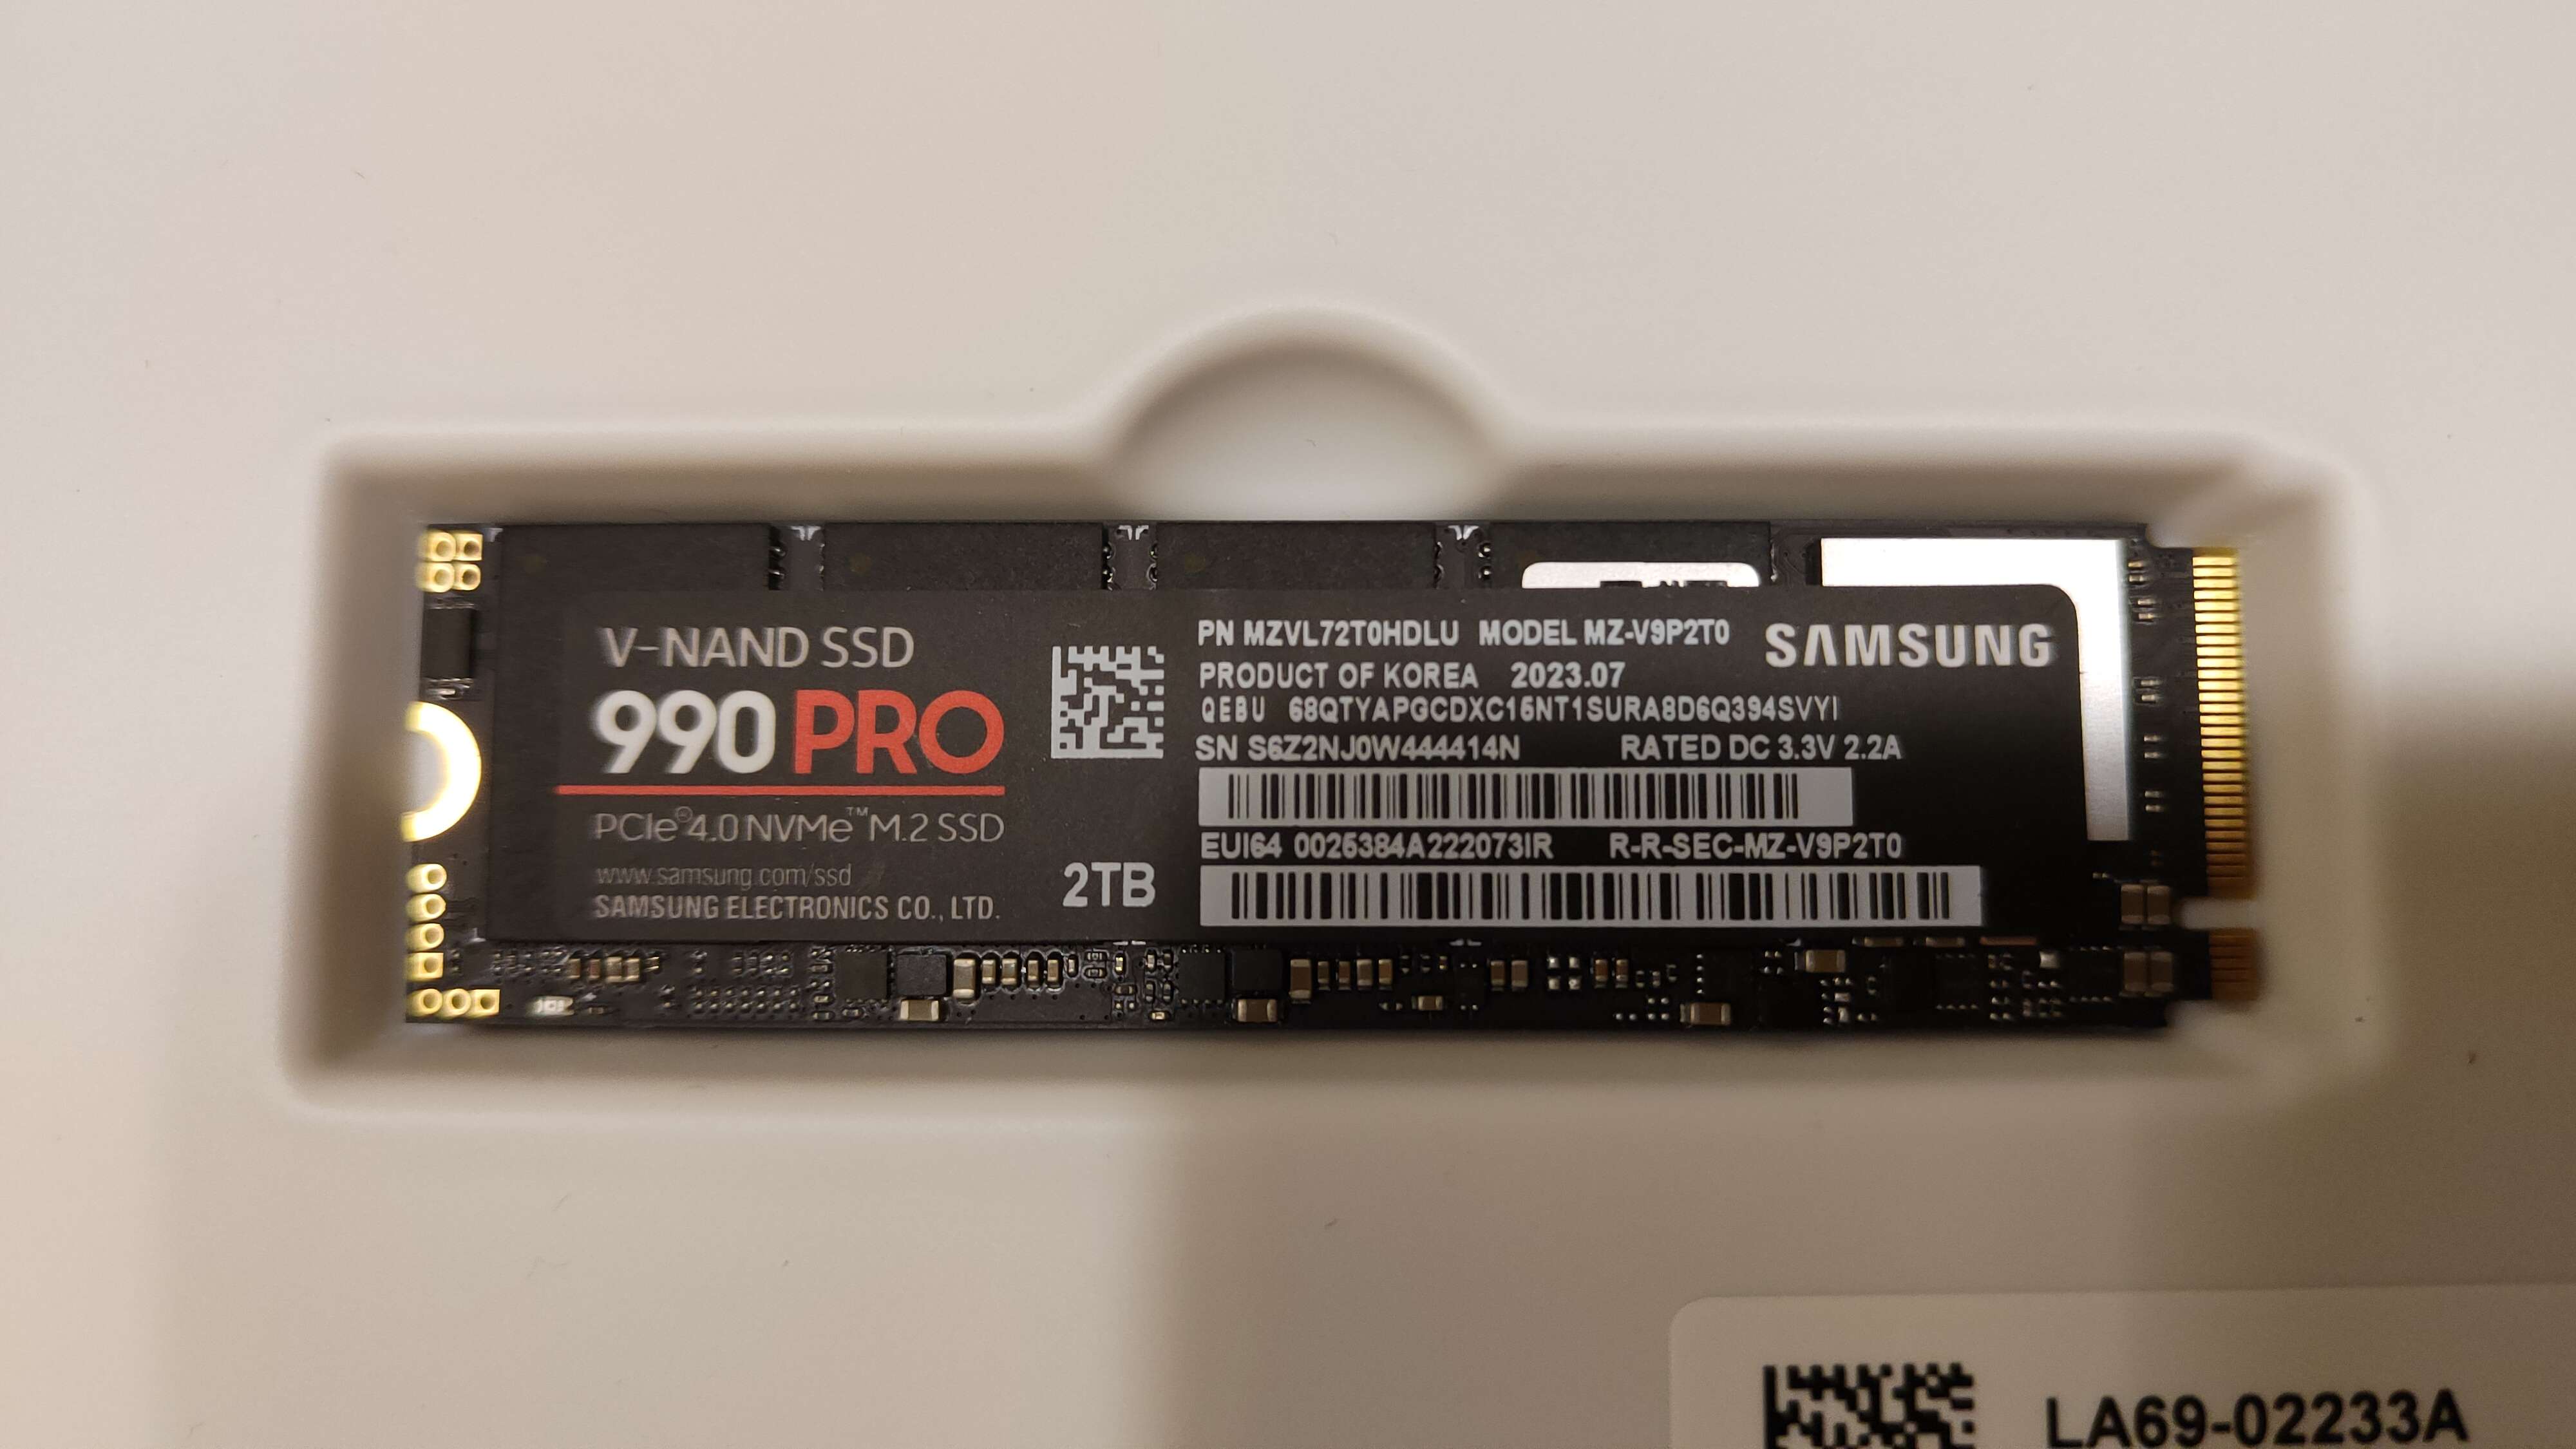 V-NAND SSD
990 PRO
PCIe® 4.0 NVMe™ M.2 SSD
www.samsung.com/ssd
SAMSUNG ELECTRONICS CO., LTD.
2TB
PN MZVL72T0HDLU MODEL MZ-V9P2T0
SAMSUNG
PRODUCT OF KOREA 2023.07
QEBU 68QTYAPGCDXC15NT1SURA8D6Q394SVYI
SN S6Z2NJ0W444414N RATED DC 3.3V 2.2A
EUI64 0025384A222073IR R-R-SEC-MZ-V9P2T0
LA69-02233A